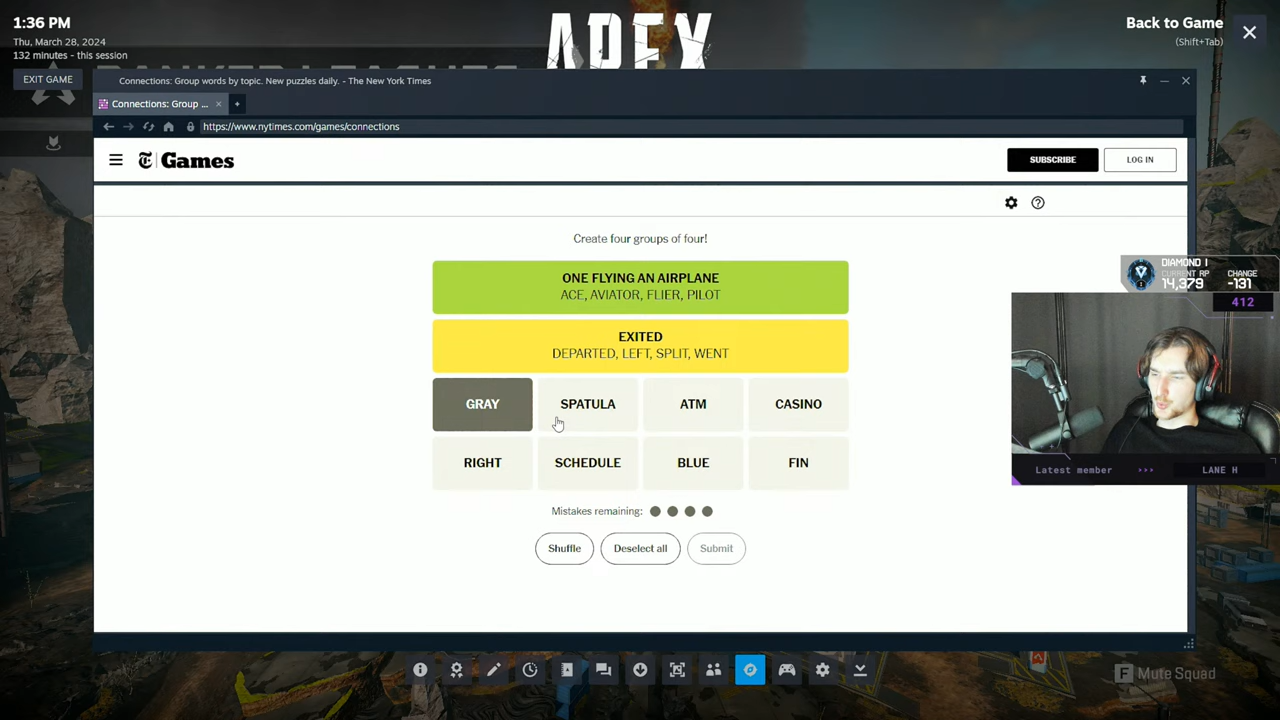 1:36 PM
Thu, March 28, 2024
132 minutes - this session
EXIT GAME
APEX
Back to Game
(Shift+Tab)
Connections: Group words by topic. New puzzles daily. - The New York Times
Connections: Group ...
https://www.nytimes.com/games/connections
Games
SUBSCRIBE
LOG IN
Create four groups of four!
ONE FLYING AN AIRPLANE
ACE, AVIATOR, FLIER, PILOT
EXITED
DEPARTED, LEFT, SPLIT, WENT
GRAY SPATULA ATM CASINO
RIGHT SCHEDULE BLUE FIN
Mistakes remaining:
Shuffle Deselect all Submit
DIAMOND I
CURRENT RP CHANGE
14,379 -131
412
Latest member >>> LANE H
F Mute Squad